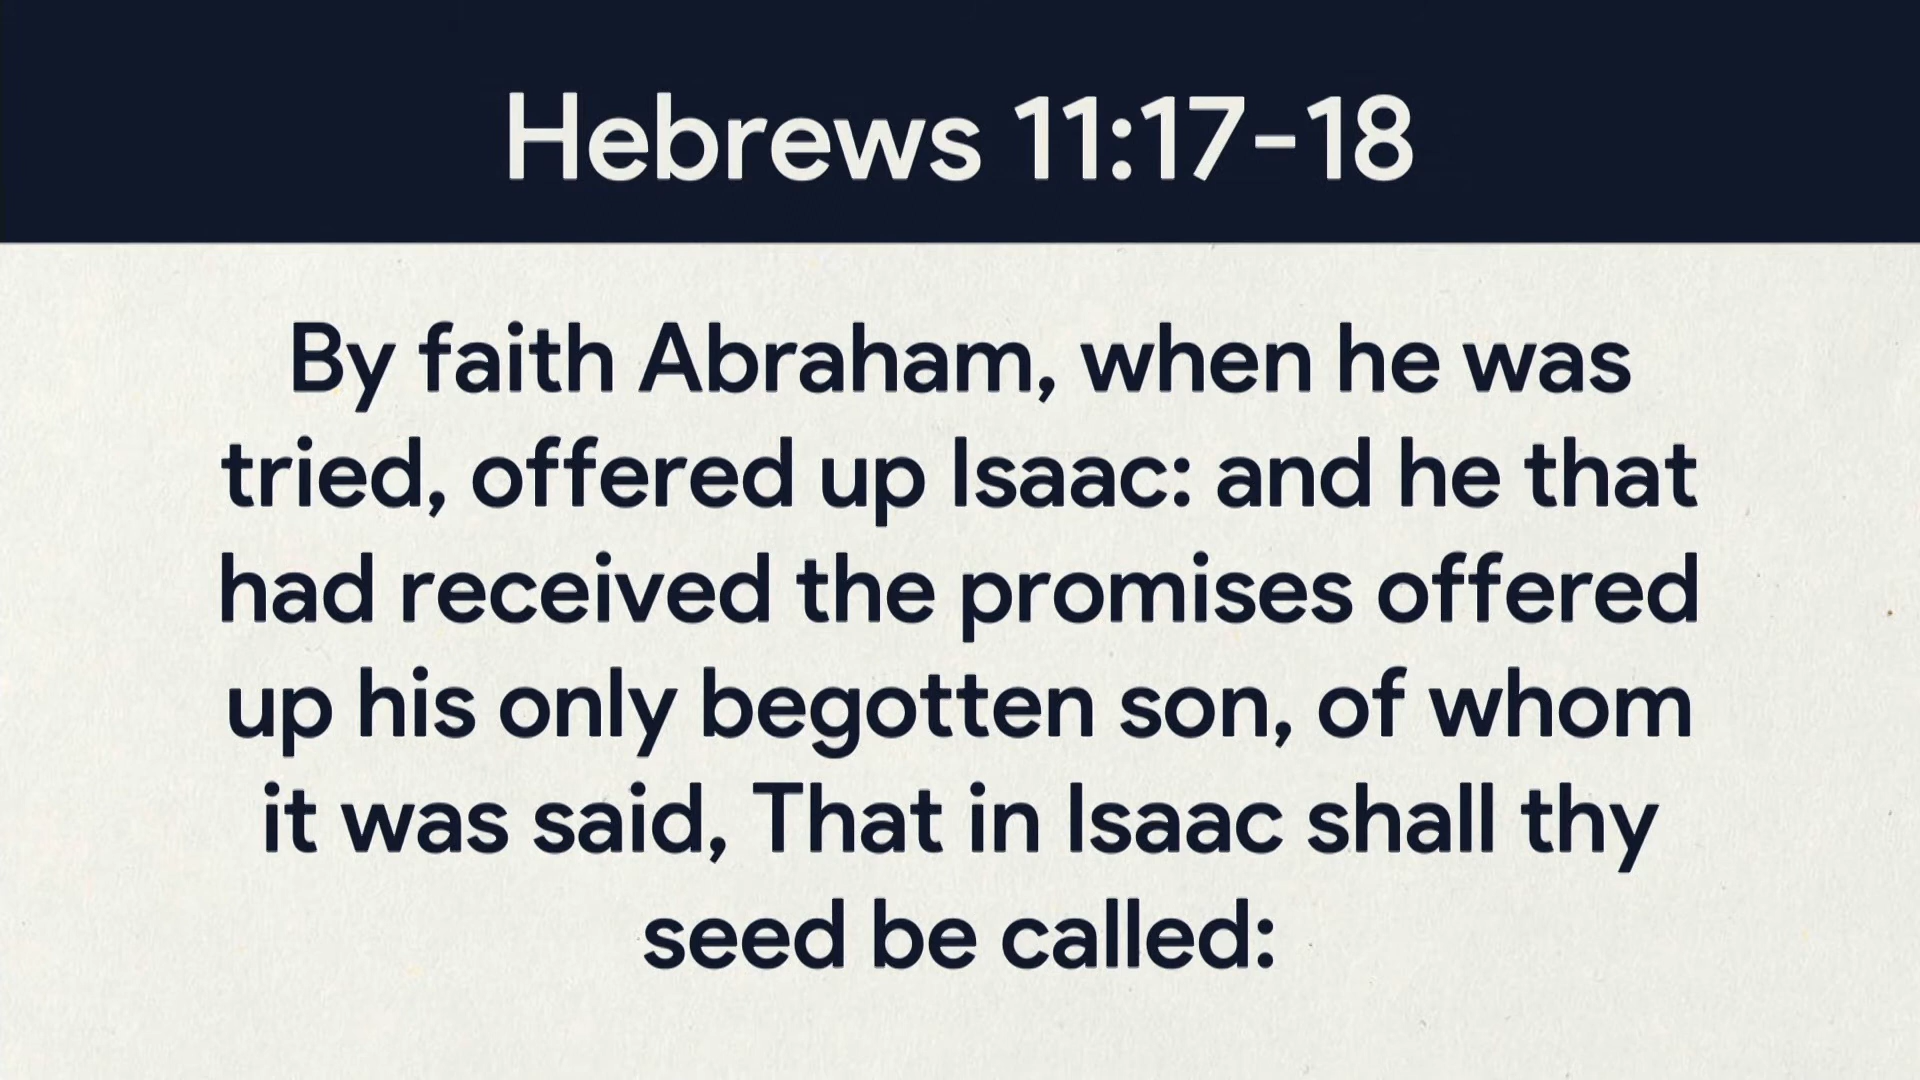 Hebrews 11:17-18
By faith Abraham, when he was
tried, offered up Isaac: and he that
had received the promises offered
up his only begotten son, of whom
it was said, That in Isaac shall thy
seed be called: